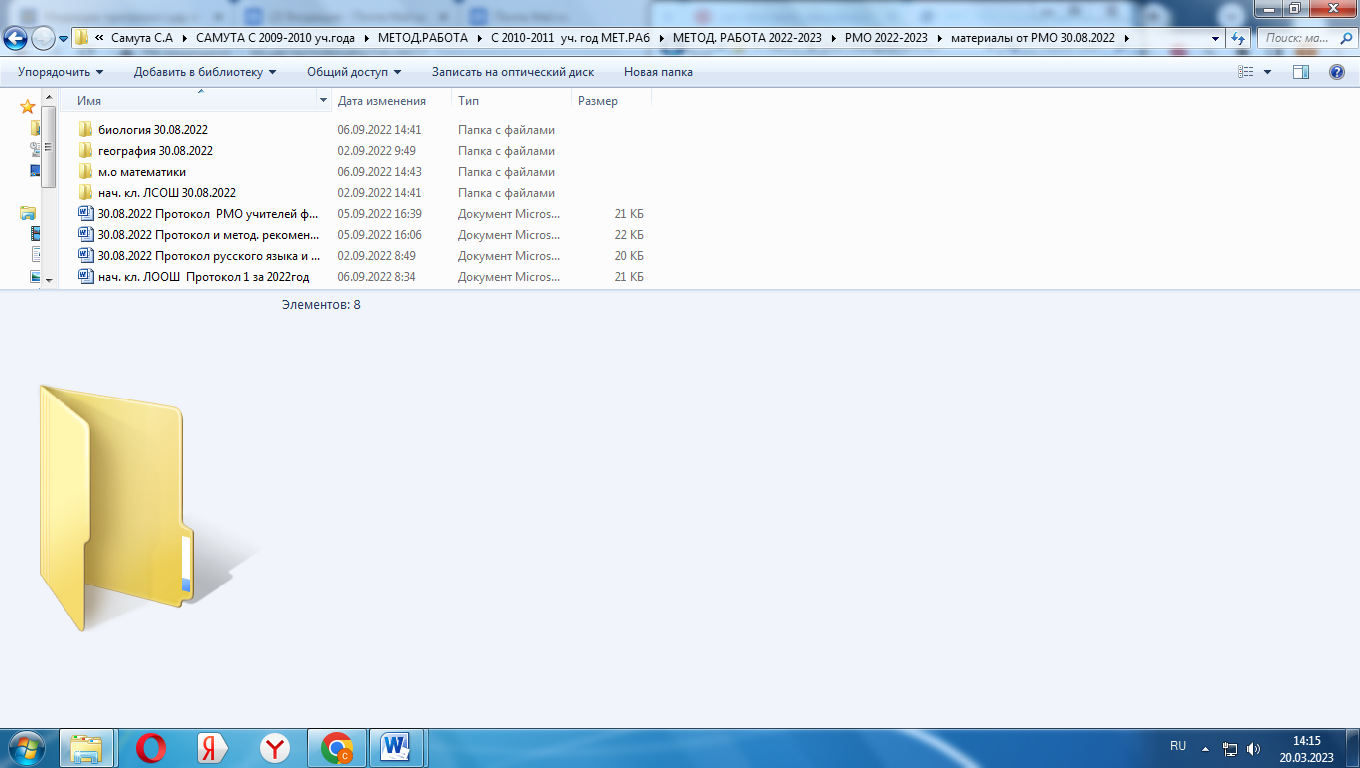 « Самута С.А САМУТА С 2009-2010 уч.года МЕТОД.РАБОТА С 2010-2011 уч. год МЕТ.РАб МЕТОД. РАБОТА 2022-2023 РМО 2022-2023 материалы от РМО 30.08.2022 Поиск: ма...
Упорядочить Добавить в библиотеку Общий доступ Записать на оптический диск Новая папка
Имя Дата изменения Тип Размер
биология 30.08.2022 06.09.2022 14:41 Папка с файлами
география 30.08.2022 02.09.2022 9:49 Папка с файлами
м.о математики 06.09.2022 14:43 Папка с файлами
нач. кл. ЛСОШ 30.08.2022 02.09.2022 14:41 Папка с файлами
30.08.2022 Протокол РМО учителей ф... 05.09.2022 16:39 Документ Micros... 21 КБ
30.08.2022 Протокол и метод. рекомен... 05.09.2022 16:06 Документ Micros... 22 КБ
30.08.2022 Протокол русского языка и ... 02.09.2022 8:49 Документ Micros... 20 КБ
нач. кл. ЛООШ Протокол 1 за 2022год 06.09.2022 8:34 Документ Micros... 21 КБ
Элементов: 8
RU 14:15
20.03.2023